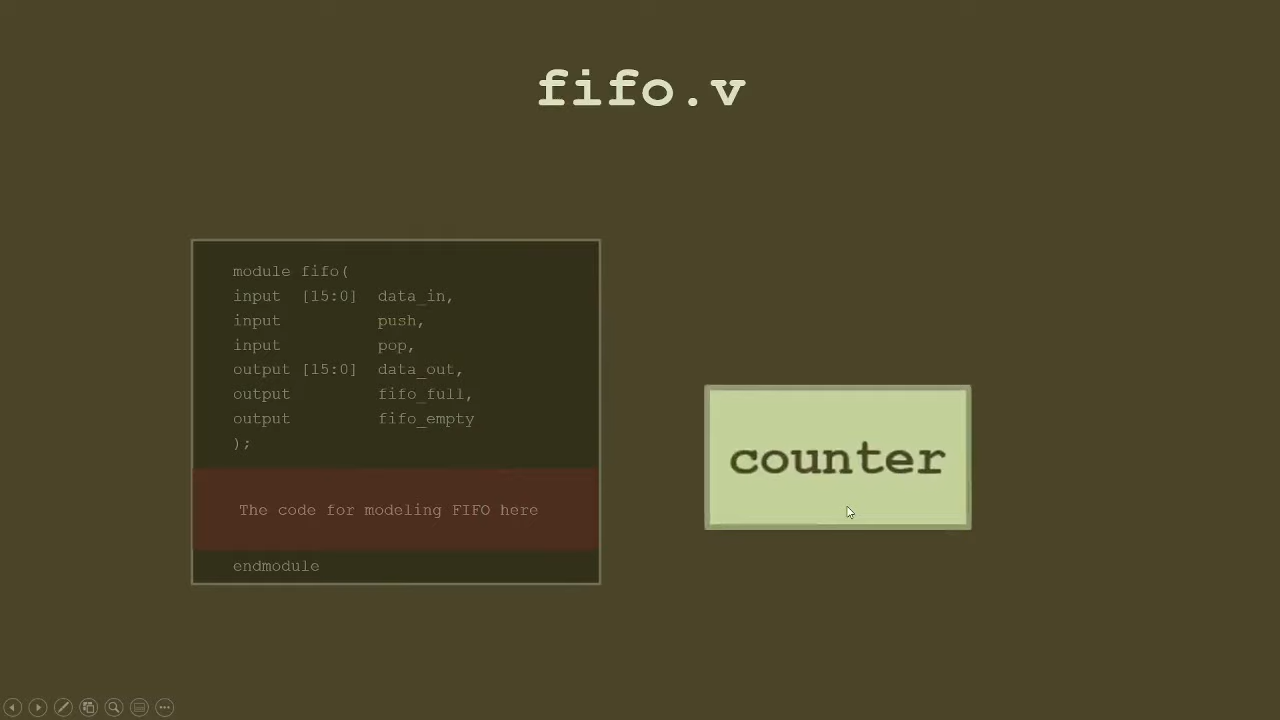 fifo.v
module fifo(
input [15:0] data_in,
input push,
input pop,
output [15:0] data_out,
output fifo_full,
output fifo_empty
);
The code for modeling FIFO here
endmodule
counter